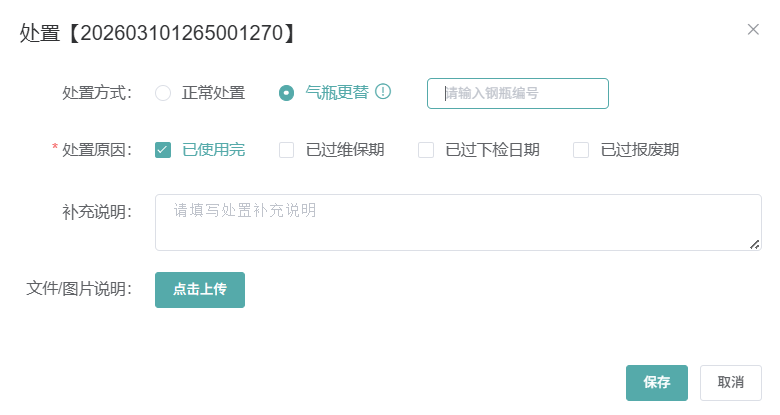 处置【202603101265001270】
处置方式： 正常处置 气瓶更替 请输入钢瓶编号
* 处置原因： 已使用完 已过维保期 已过下检日期 已过报废期
补充说明： 请填写处置补充说明
文件/图片说明： 点击上传
保存 取消